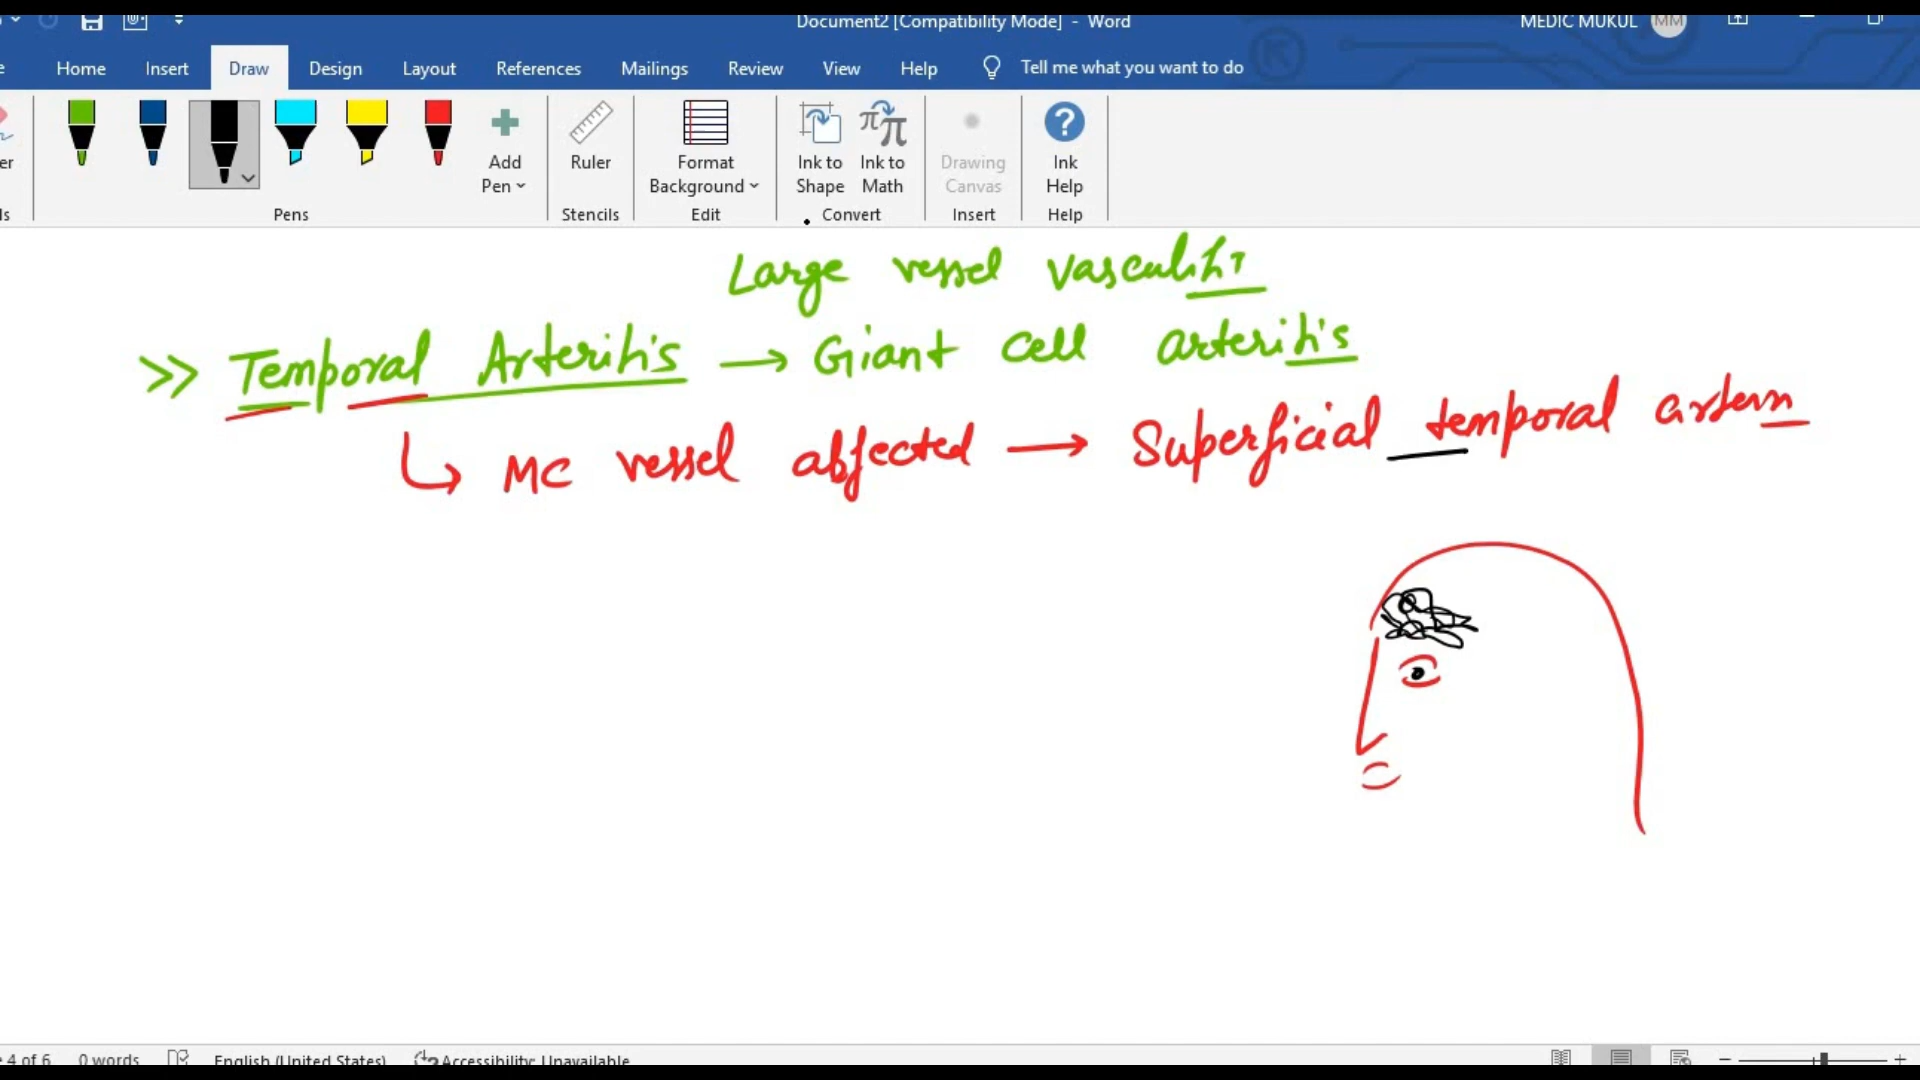 Document2 [Compatibility Mode] - Word
MEDIC MUKUL MM
Home Insert Draw Design Layout References Mailings Review View Help Tell me what you want to do
Add Pen
Ruler
Format Background
Ink to Shape
Ink to Math
Drawing Canvas
Ink Help
Pens Stencils Edit Convert Insert Help
Large vessel vasculitis
>> Temporal Arteritis → Giant cell arteritis
↳ MC vessel affected → Superficial temporal artery
4 of 6 0 words English (United States) Accessibility: Unavailable